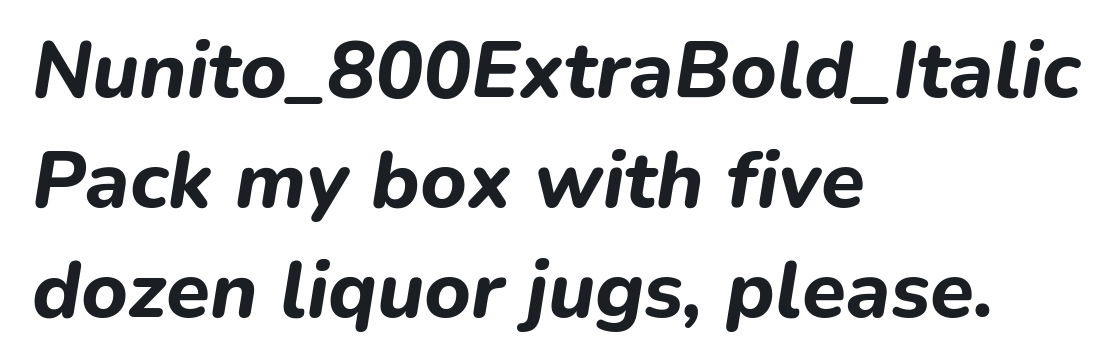 Nunito_800ExtraBold_Italic
Pack my box with five
dozen liquor jugs, please.